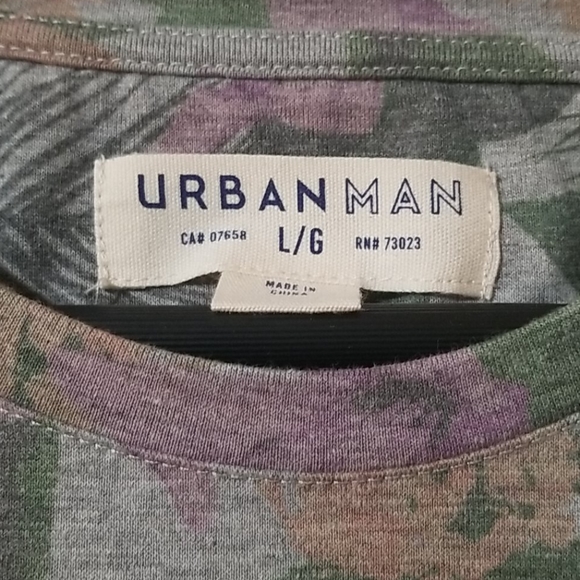 URBAN MAN
CA# 07658 L/G RN# 73023
MADE IN
CHINA